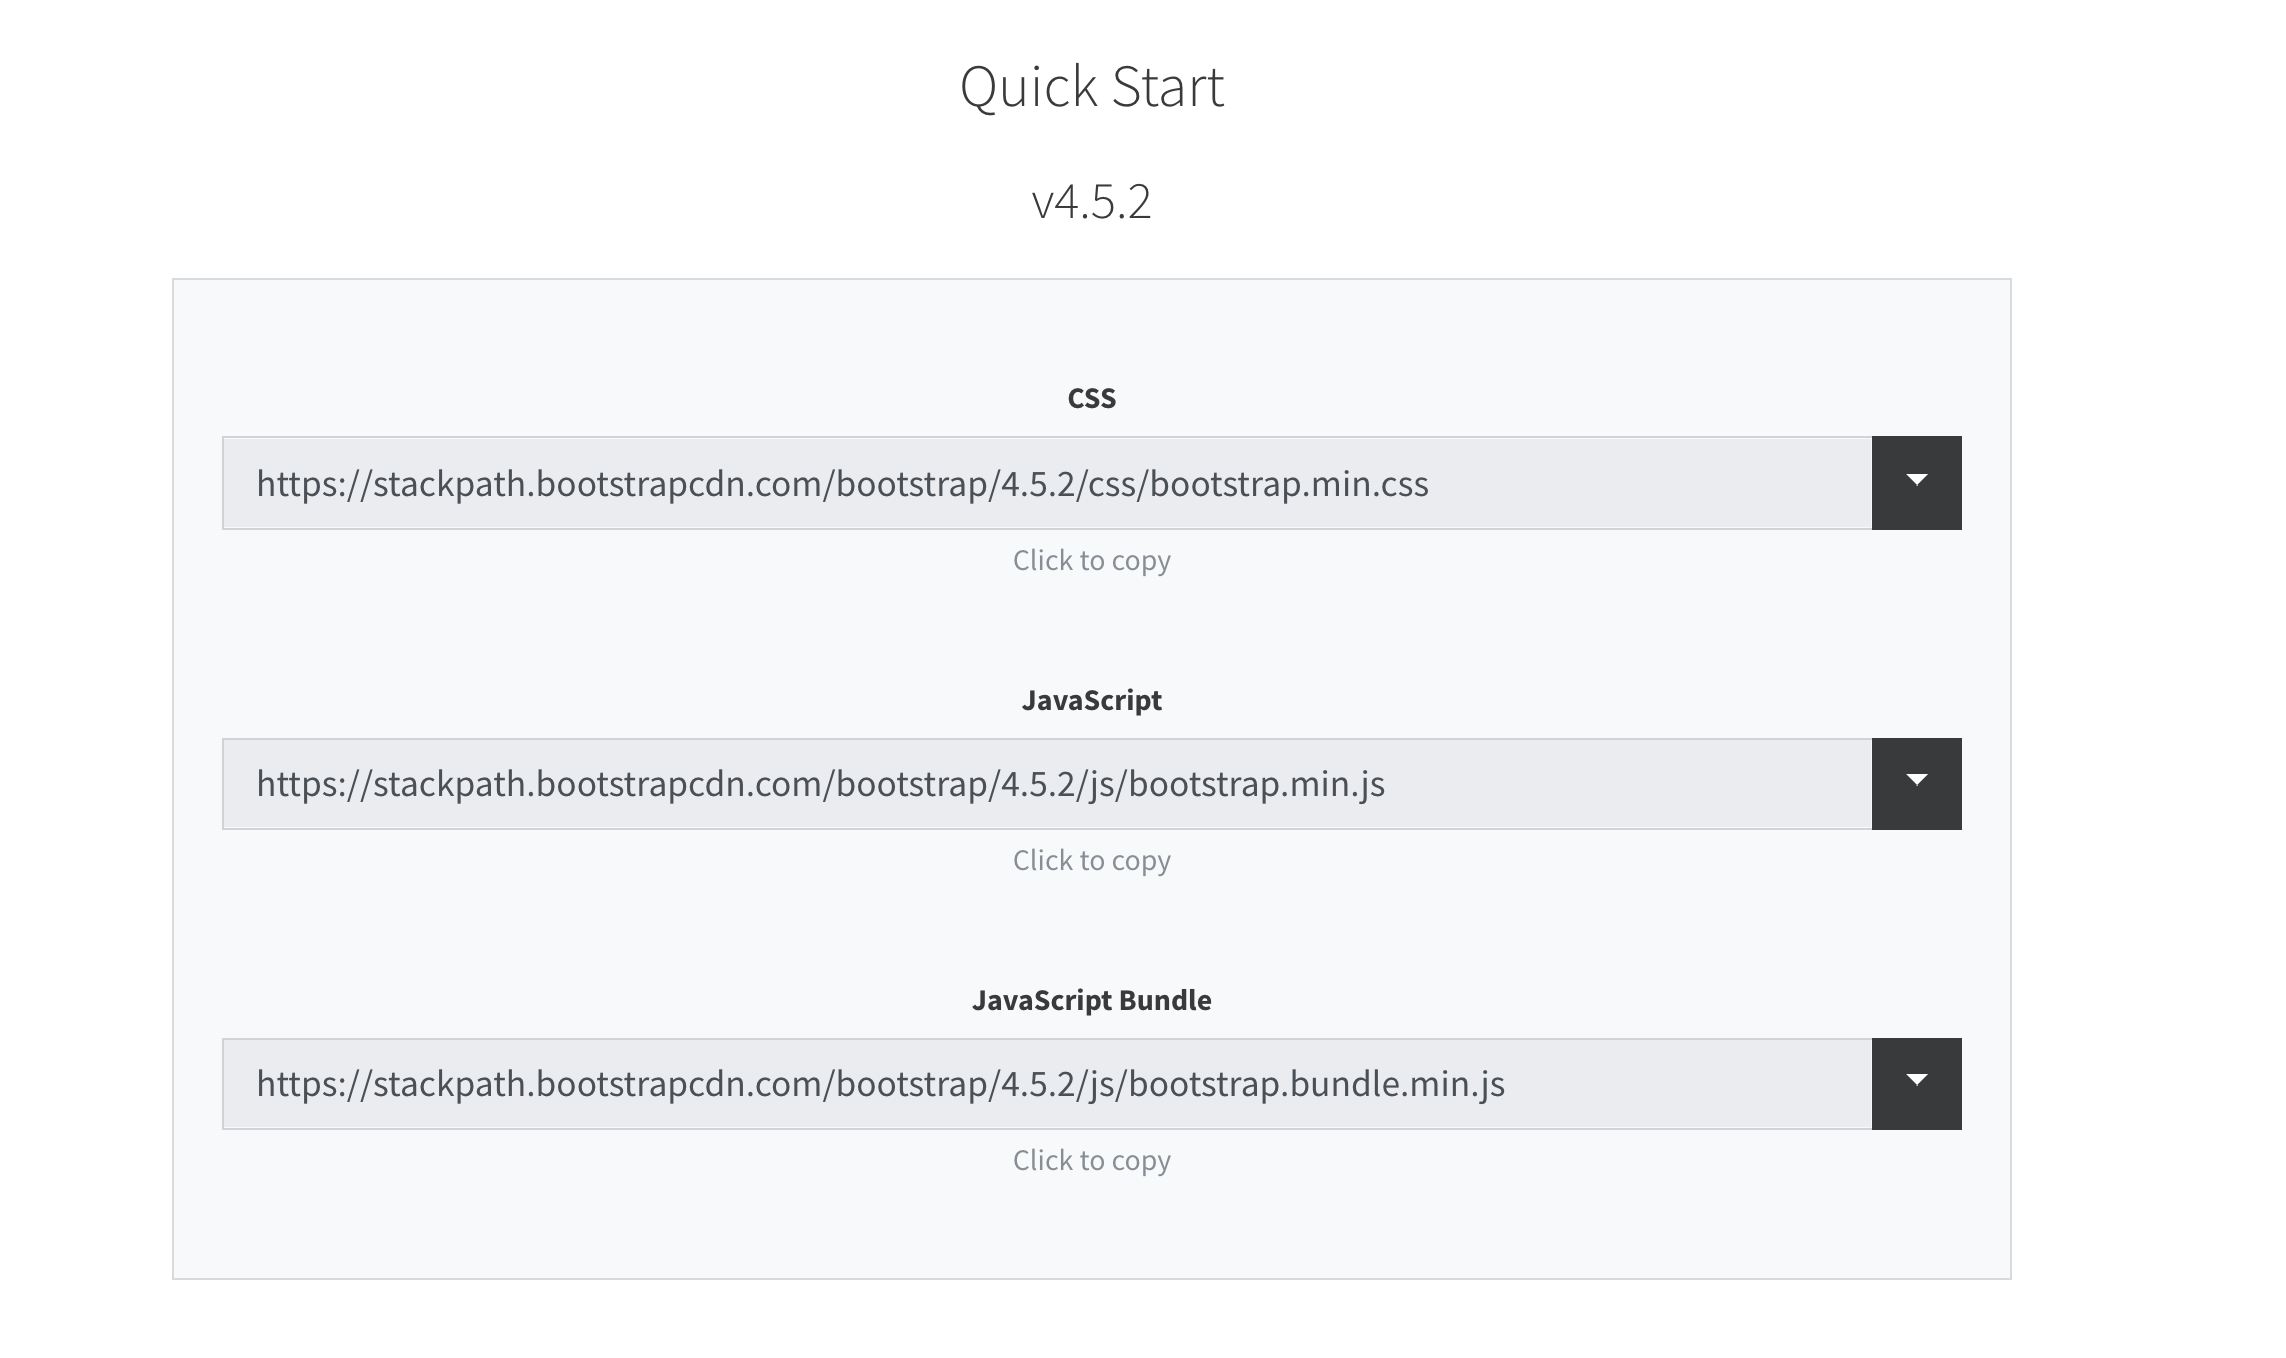 Quick Start
v4.5.2
CSS
https://stackpath.bootstrapcdn.com/bootstrap/4.5.2/css/bootstrap.min.css
Click to copy
JavaScript
https://stackpath.bootstrapcdn.com/bootstrap/4.5.2/js/bootstrap.min.js
Click to copy
JavaScript Bundle
https://stackpath.bootstrapcdn.com/bootstrap/4.5.2/js/bootstrap.bundle.min.js
Click to copy